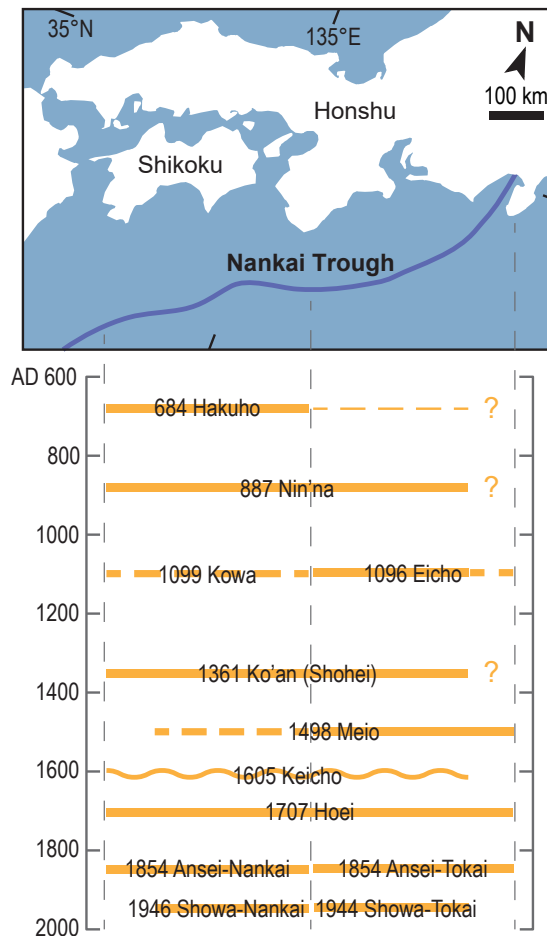 35°N
135°E
N
100 km
Honshu
Shikoku
Nankai Trough
AD 600
684 Hakuho
?
800
887 Nin'na
?
1000
1099 Kowa
1096 Eicho
1200
1361 Ko'an (Shohei)
?
1400
1498 Meio
1600
1605 Keicho
1707 Hoei
1800
1854 Ansei-Nankai
1854 Ansei-Tokai
1946 Showa-Nankai
1944 Showa-Tokai
2000